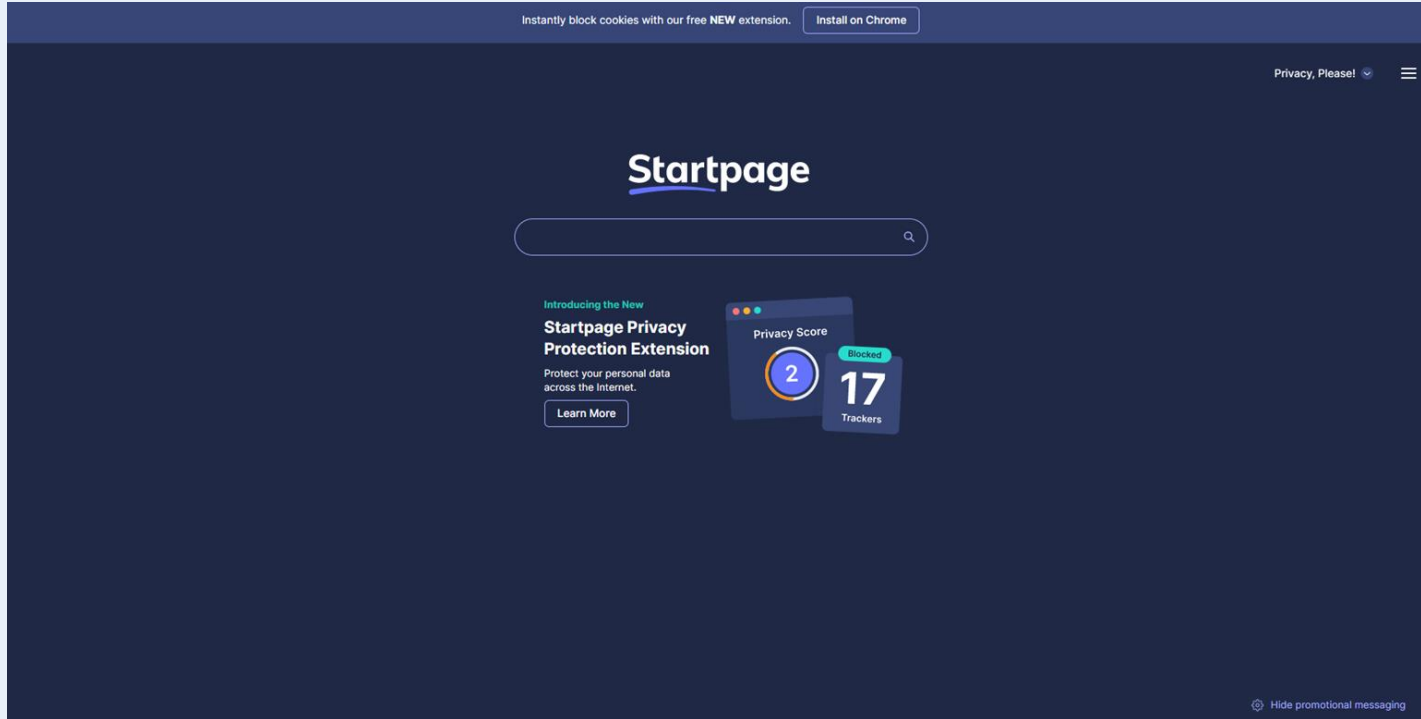 Instantly block cookies with our free NEW extension. Install on Chrome
Privacy, Please!
Startpage
Introducing the New
Startpage Privacy
Protection Extension
Protect your personal data
across the Internet.
Learn More
Privacy Score
2
Blocked
17
Trackers
Hide promotional messaging